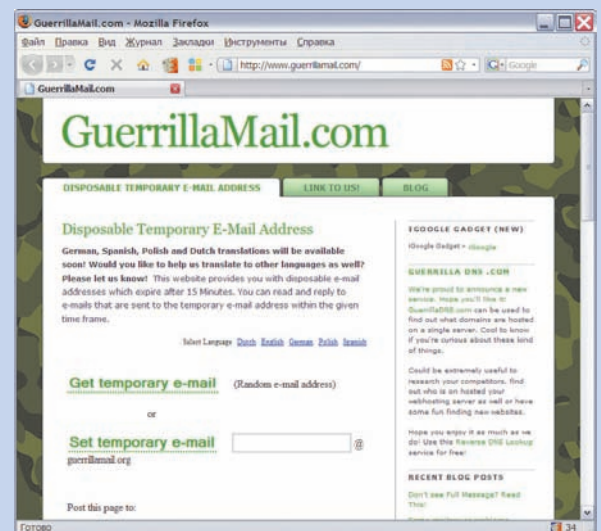 GuerrillaMail.com - Mozilla Firefox
Файл Правка Вид Журнал Закладки Инструменты Справка
http://www.guerrillamail.com/
Google
GuerrillaMail.com
GuerrillaMail.com
DISPOSABLE TEMPORARY E-MAIL ADDRESS
LINK TO US!
BLOG
Disposable Temporary E-Mail Address
German, Spanish, Polish and Dutch translations will be available
soon! Would you like to help us translate to other languages as well?
Please let us know! This website provides you with disposable e-mail
addresses which expire after 15 Minutes. You can read and reply to
e-mails that are sent to the temporary e-mail address within the given
time frame.
Select Language Dutch English German Polish Spanish
Get temporary e-mail (Random e-mail address)
or
Set temporary e-mail @
guerrillamail.org
Post this page to:
IGOOGLE GADGET (NEW)
iGoogle Gadget - iGoogle
GUERRILLA DNS .COM
We're proud to announce a new
service. Hope you'll like it!
GuerrillaDNS.com can be used to
find out what domains are hosted
on a single server. Cool to know
if you're curious about these kind
of things.
Could be extremely useful to
research your competitors, find
out who is on hosted your
webhosting server as well or have
some fun finding new websites.
Hope you enjoy it as much as we
do! Use this Reverse DNS Lookup
service for free!
RECENT BLOG POSTS
Don't see Full Message? Read
This!
Готово
34